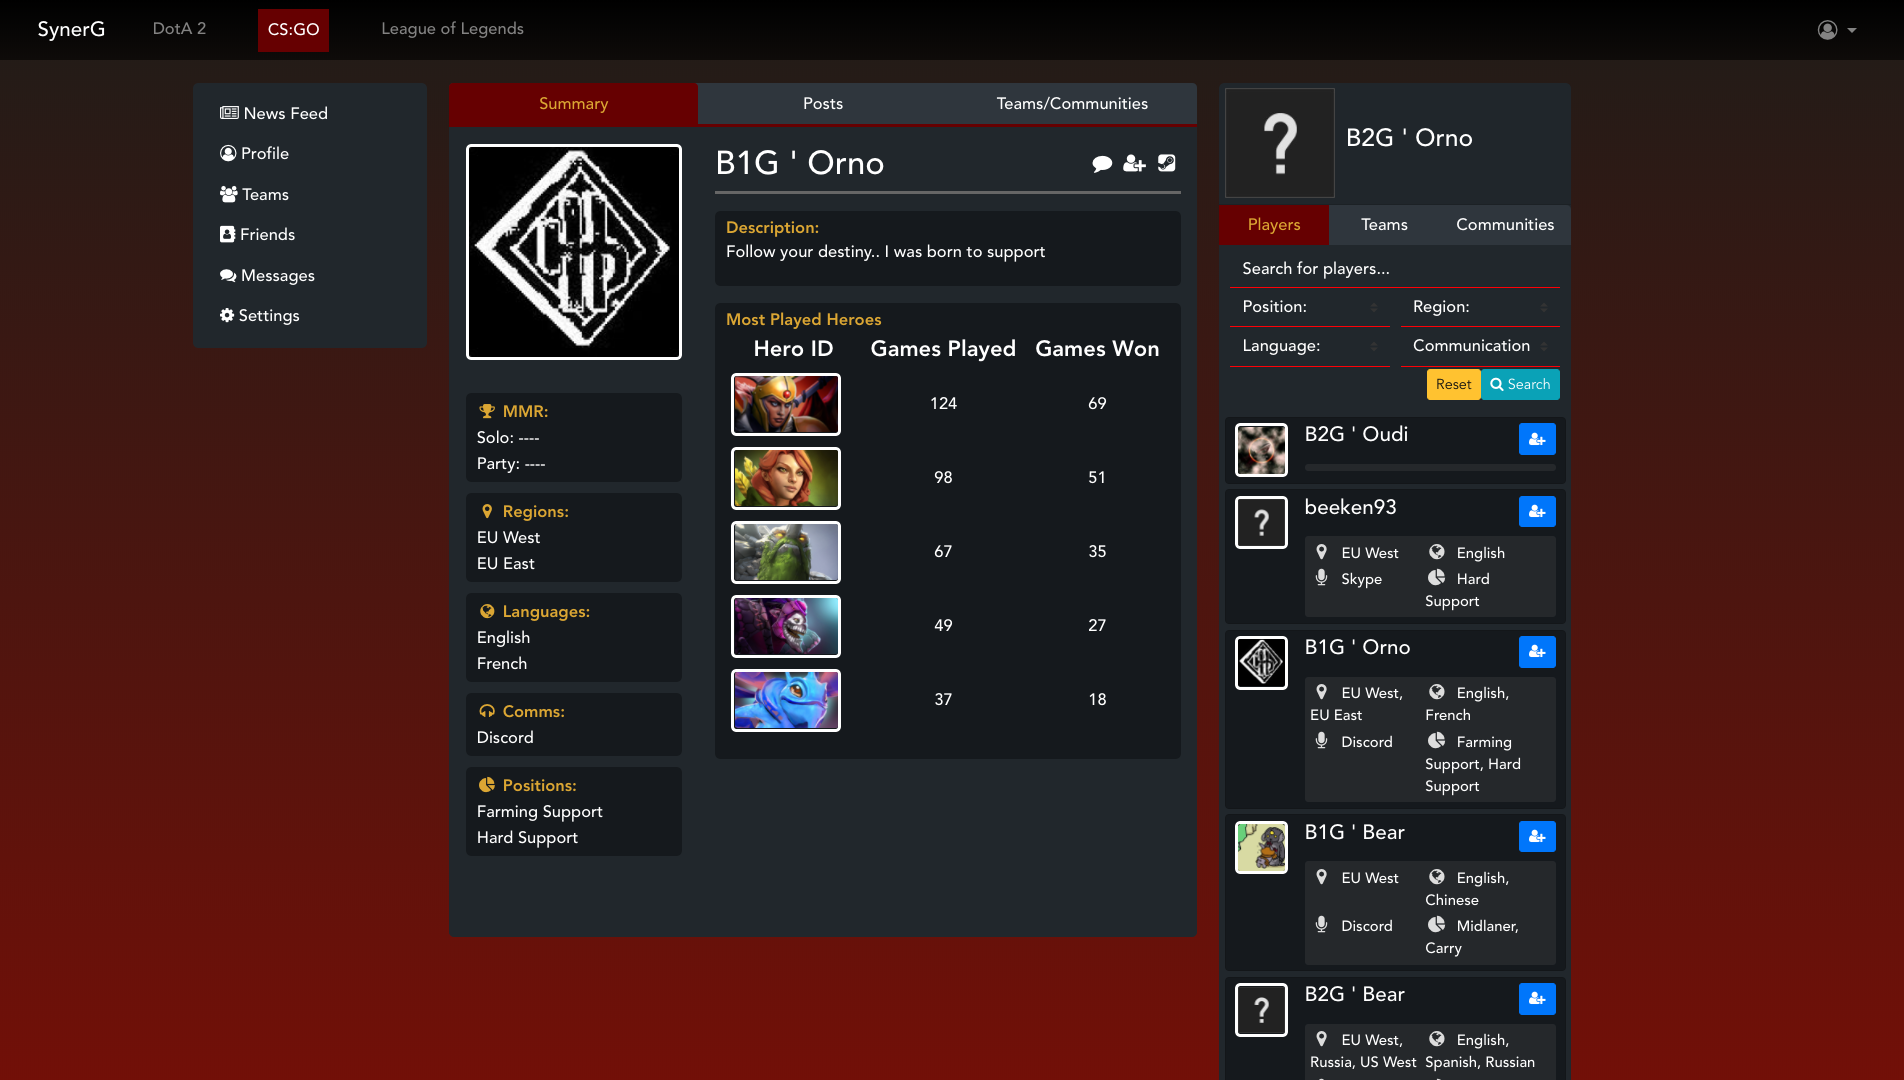 SynerG
DotA 2
CS:GO
League of Legends
News Feed
Profile
Teams
Friends
Messages
Settings
Summary
Posts
Teams/Communities
B1G ' Orno
MMR:
Solo: ----
Party: ----
Regions:
EU West
EU East
Languages:
English
French
Comms:
Discord
Positions:
Farming Support
Hard Support
Description:
Follow your destiny.. I was born to support
Most Played Heroes
Hero ID Games Played Games Won
124 69
98 51
67 35
49 27
37 18
B2G ' Orno
Players
Teams
Communities
Search for players...
Position:
Region:
Language:
Communication
Reset
Search
B2G ' Oudi
beeken93
EU West
English
Skype
Hard
Support
B1G ' Orno
EU West,
EU East
English,
French
Discord
Farming
Support, Hard
Support
B1G ' Bear
EU West
English,
Chinese
Discord
Midlaner,
Carry
B2G ' Bear
EU West,
Russia, US West
English,
Spanish, Russian